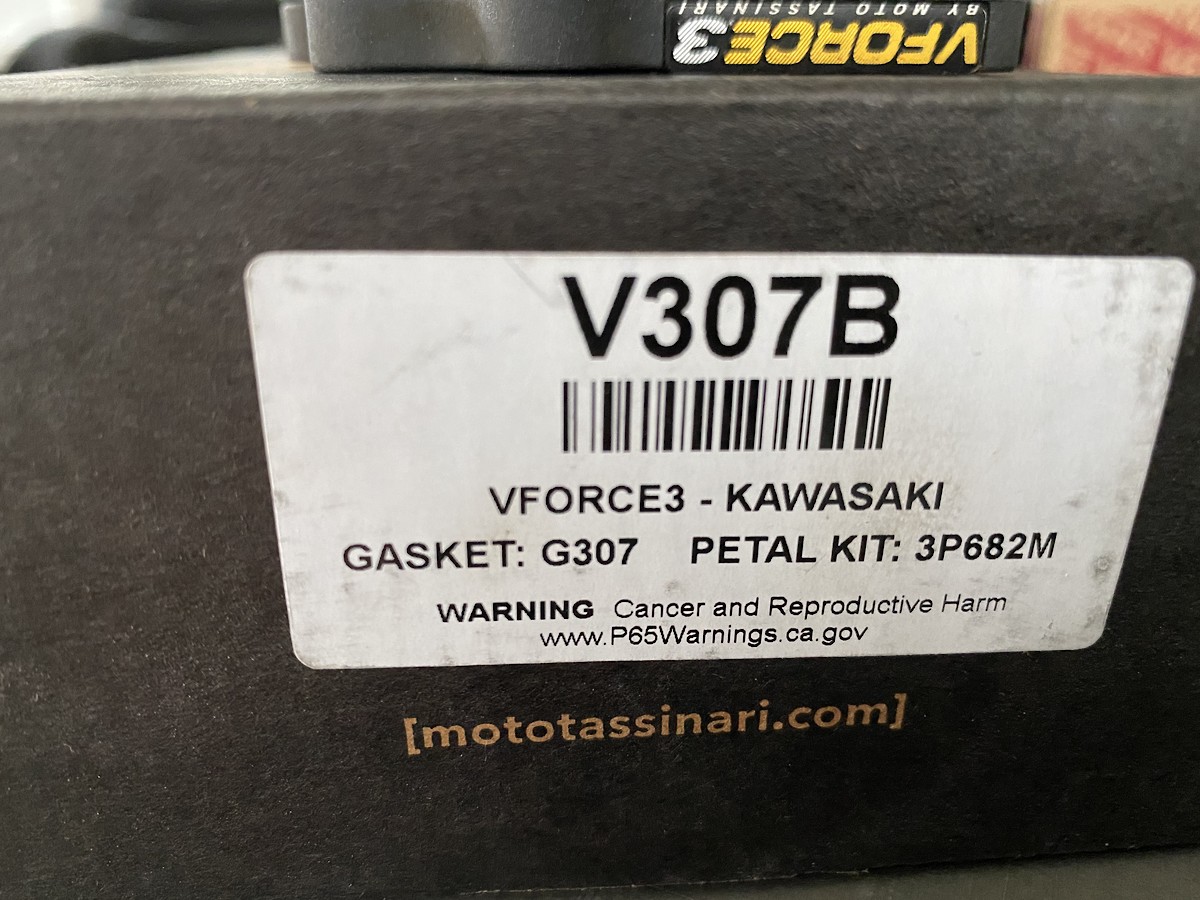 VFORCE3
BY MOTO TASSINARI
V307B
VFORCE3 - KAWASAKI
GASKET: G307 PETAL KIT: 3P682M
WARNING Cancer and Reproductive Harm
www.P65Warnings.ca.gov
[mototassinari.com]